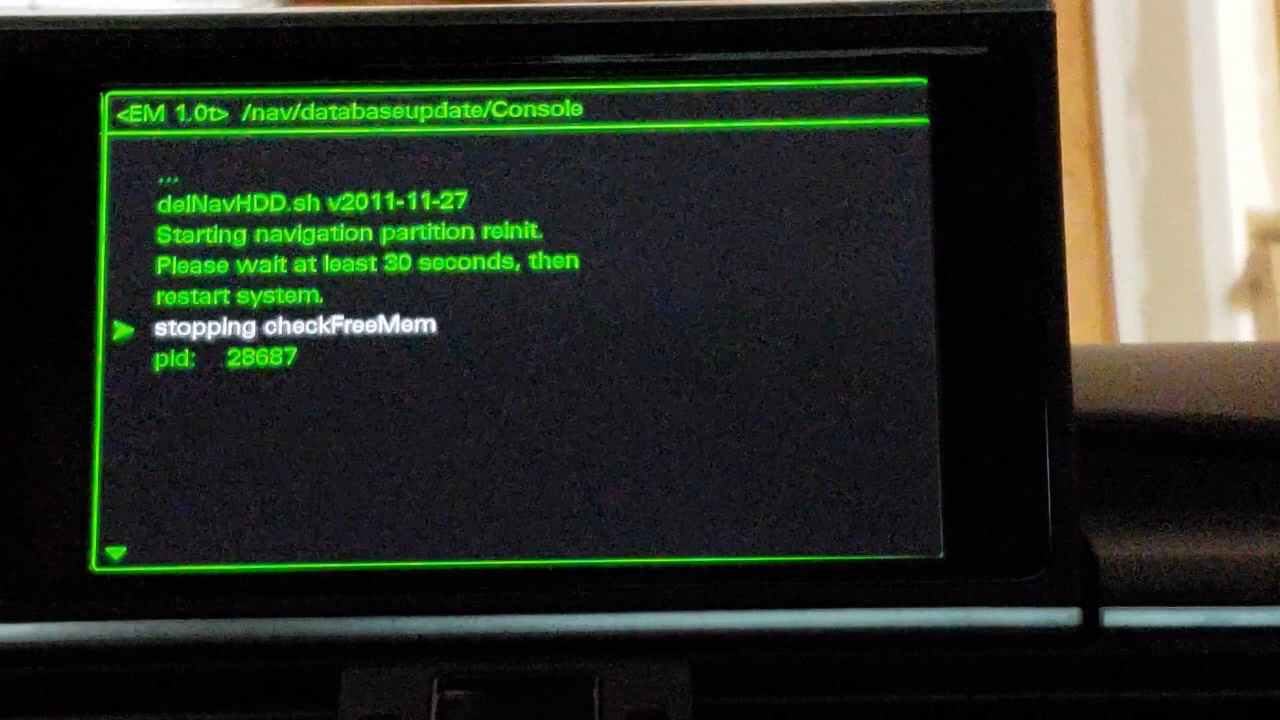 <EM 1.0t> /nav/databaseupdate/Console
...
delNavHDD.sh v2011-11-27
Starting navigation partition reinit.
Please wait at least 30 seconds, then
restart system.
stopping checkFreeMem
pid: 28687